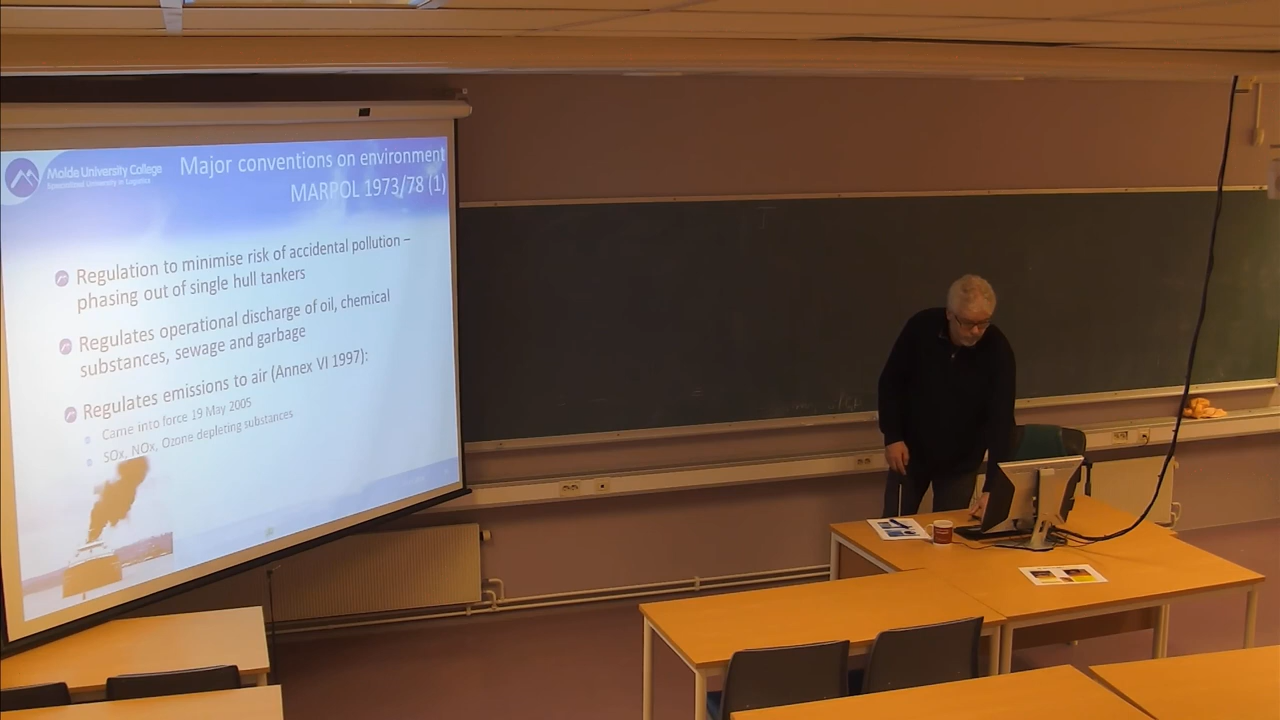 Molde University College
Specialized University in Logistics
Major conventions on environment
MARPOL 1973/78 (1)
Regulation to minimise risk of accidental pollution –
phasing out of single hull tankers
Regulates operational discharge of oil, chemical
substances, sewage and garbage
Regulates emissions to air (Annex VI 1997):
Came into force 19 May 2005
SOx, NOx, Ozone depleting substances